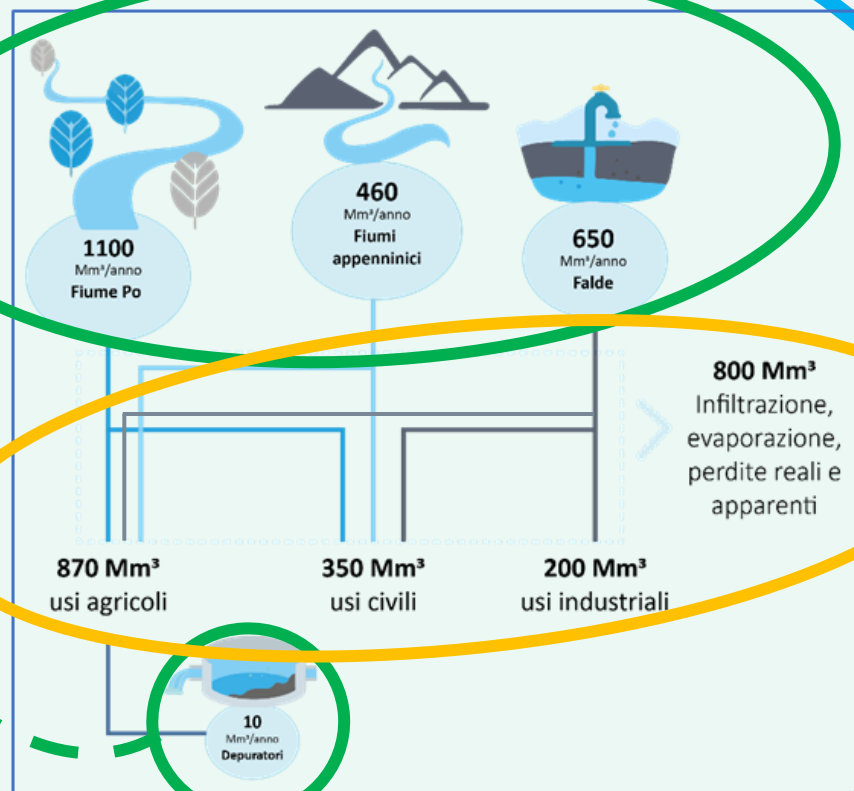 1100
Mm³/anno
Fiume Po
460
Mm³/anno
Fiumi
appenninici
650
Mm³/anno
Falde
800 Mm³
Infiltrazione,
evaporazione,
perdite reali e
apparenti
870 Mm³
usi agricoli
350 Mm³
usi civili
200 Mm³
usi industriali
10
Mm³/anno
Depuratori